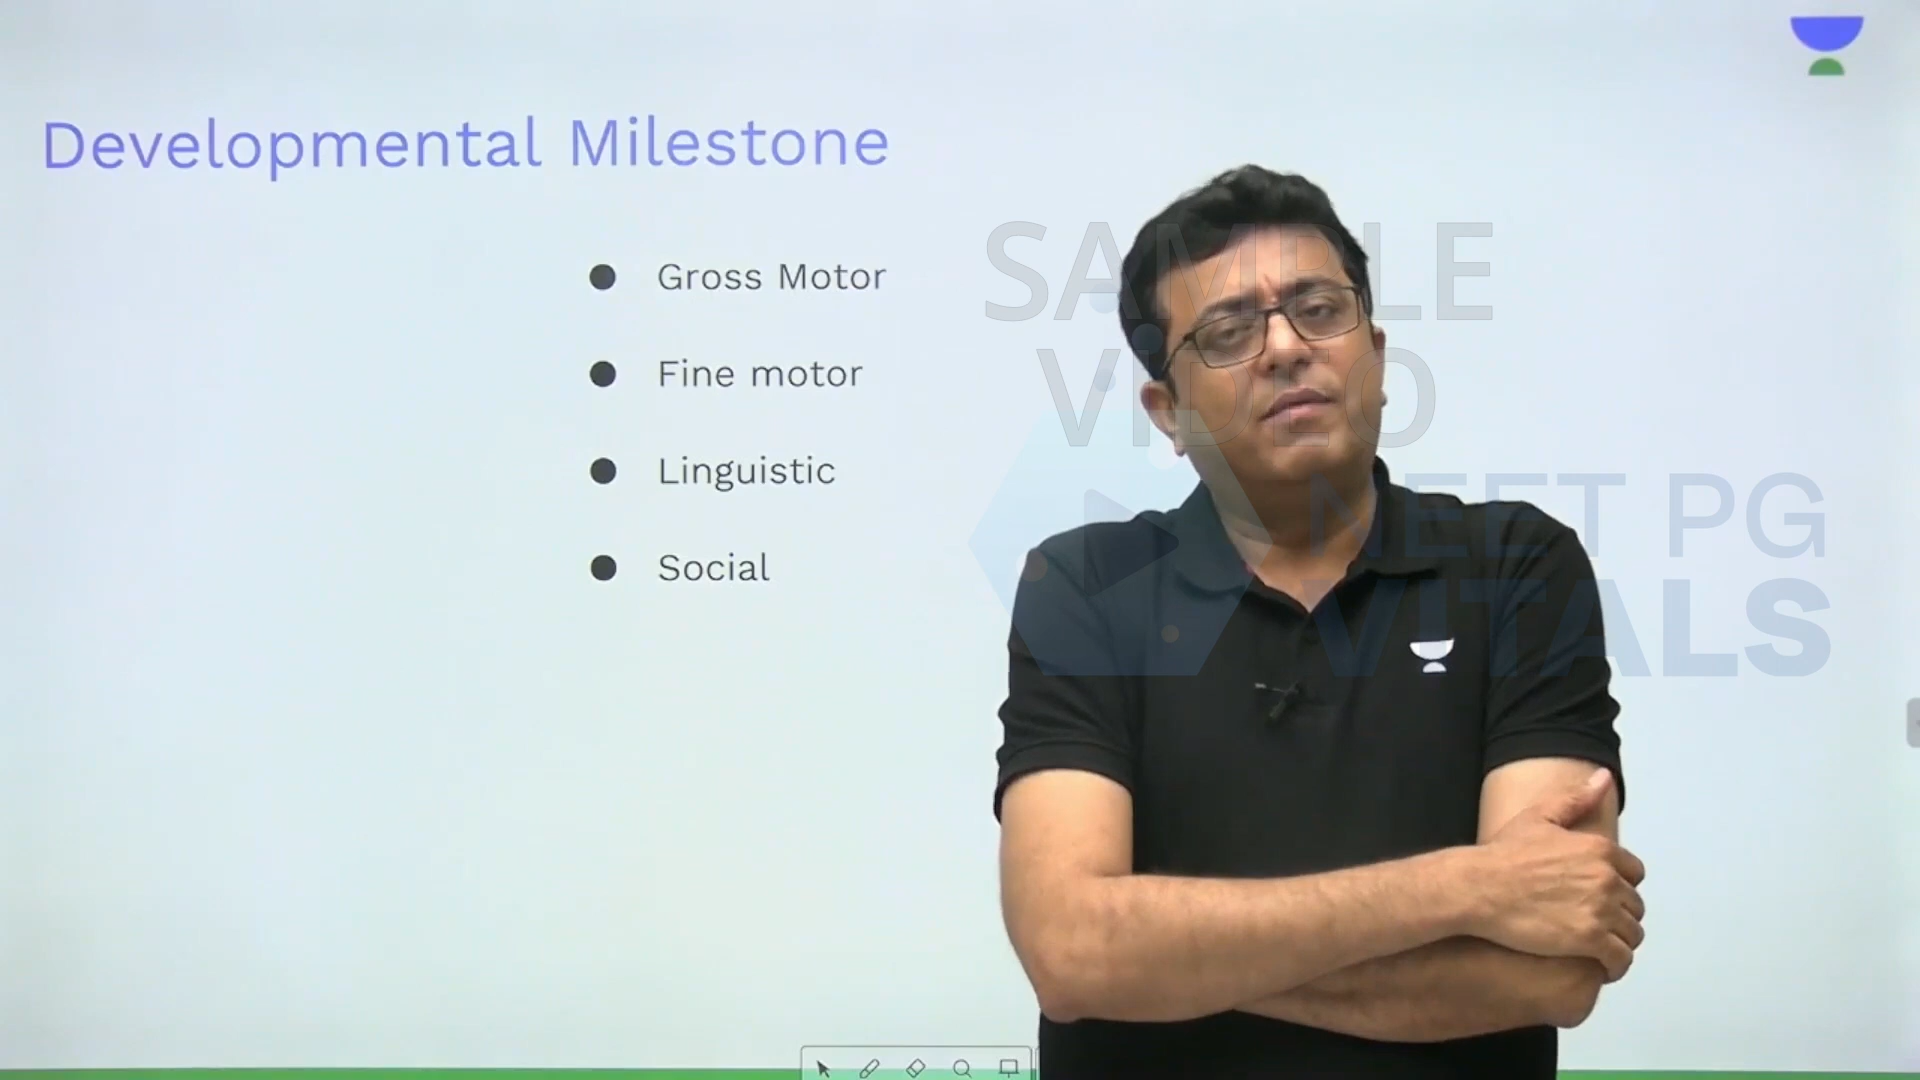 Developmental Milestone
Gross Motor
Fine motor
Linguistic
Social
SAMPLE
VIDEO
NEET PG
VITALS